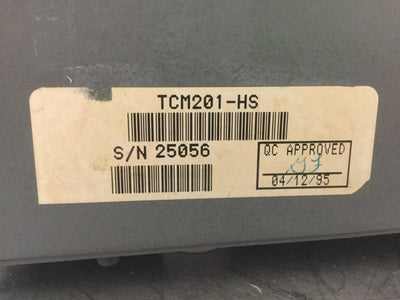 TCM201-HS
S/N 25056
QC APPROVED
04/12/95